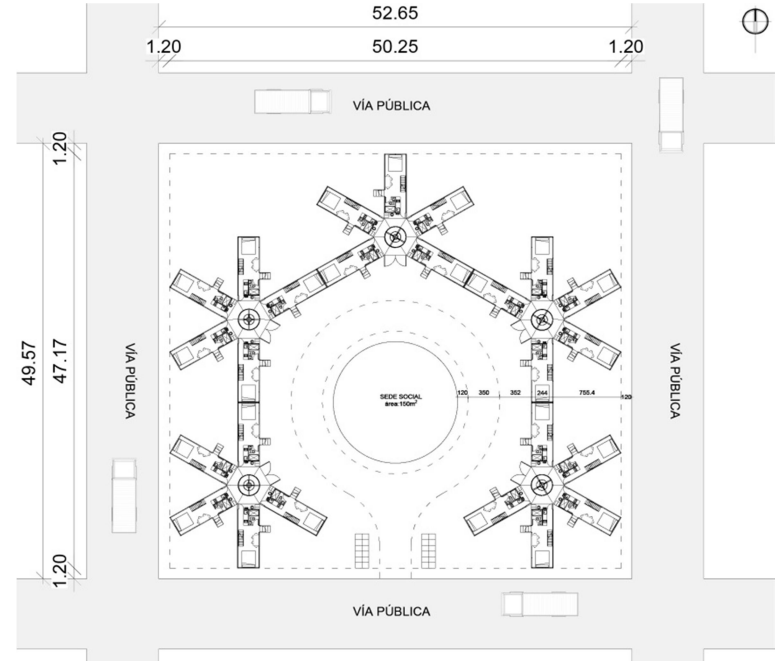 52.65
1.20 50.25 1.20
VÍA PÚBLICA
1.20
49.57
47.17
1.20
VÍA PÚBLICA
VÍA PÚBLICA
SEDE SOCIAL
área:150m²
120 350 352 244 755.4 120
VÍA PÚBLICA